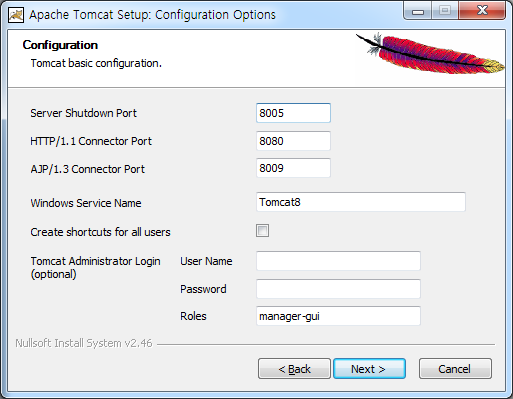 Apache Tomcat Setup: Configuration Options
Configuration
Tomcat basic configuration.
Server Shutdown Port 8005
HTTP/1.1 Connector Port 8080
AJP/1.3 Connector Port 8009
Windows Service Name Tomcat8
Create shortcuts for all users
Tomcat Administrator Login User Name
(optional)
Password
Roles manager-gui
Nullsoft Install System v2.46
< Back Next > Cancel